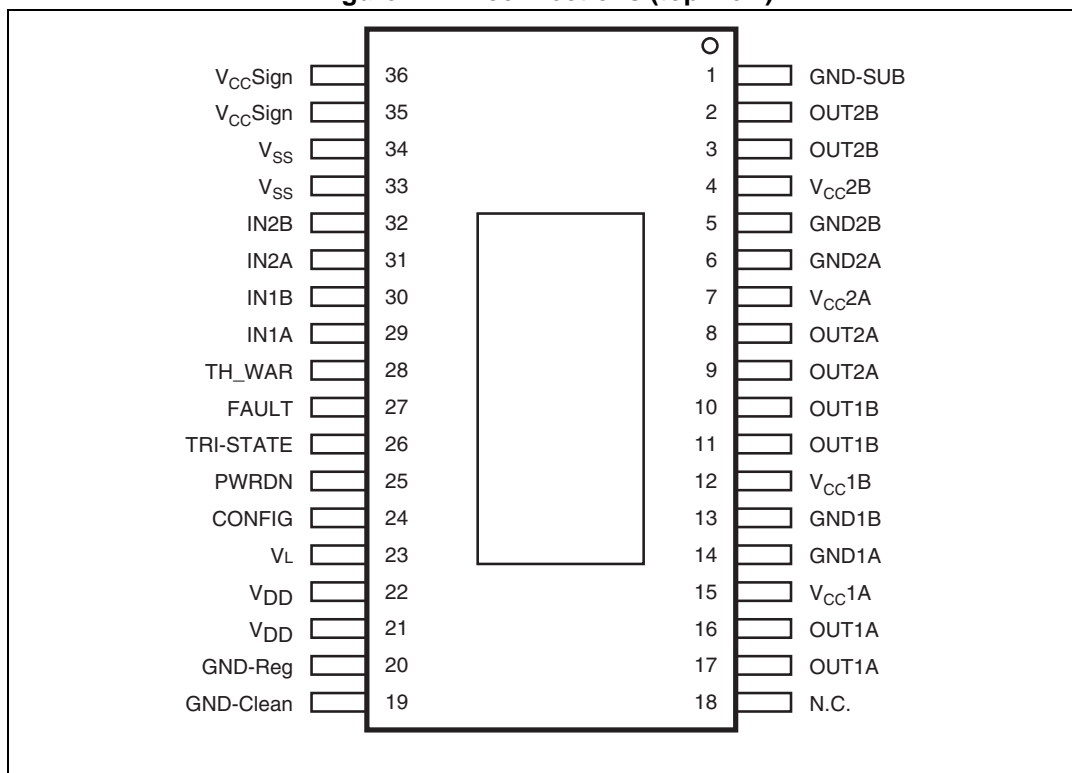 VCCSign 36 1 GND-SUB
VCCSign 35 2 OUT2B
VSS 34 3 OUT2B
VSS 33 4 VCC2B
IN2B 32 5 GND2B
IN2A 31 6 GND2A
IN1B 30 7 VCC2A
IN1A 29 8 OUT2A
TH_WAR 28 9 OUT2A
FAULT 27 10 OUT1B
TRI-STATE 26 11 OUT1B
PWRDN 25 12 VCC1B
CONFIG 24 13 GND1B
VL 23 14 GND1A
VDD 22 15 VCC1A
VDD 21 16 OUT1A
GND-Reg 20 17 OUT1A
GND-Clean 19 18 N.C.